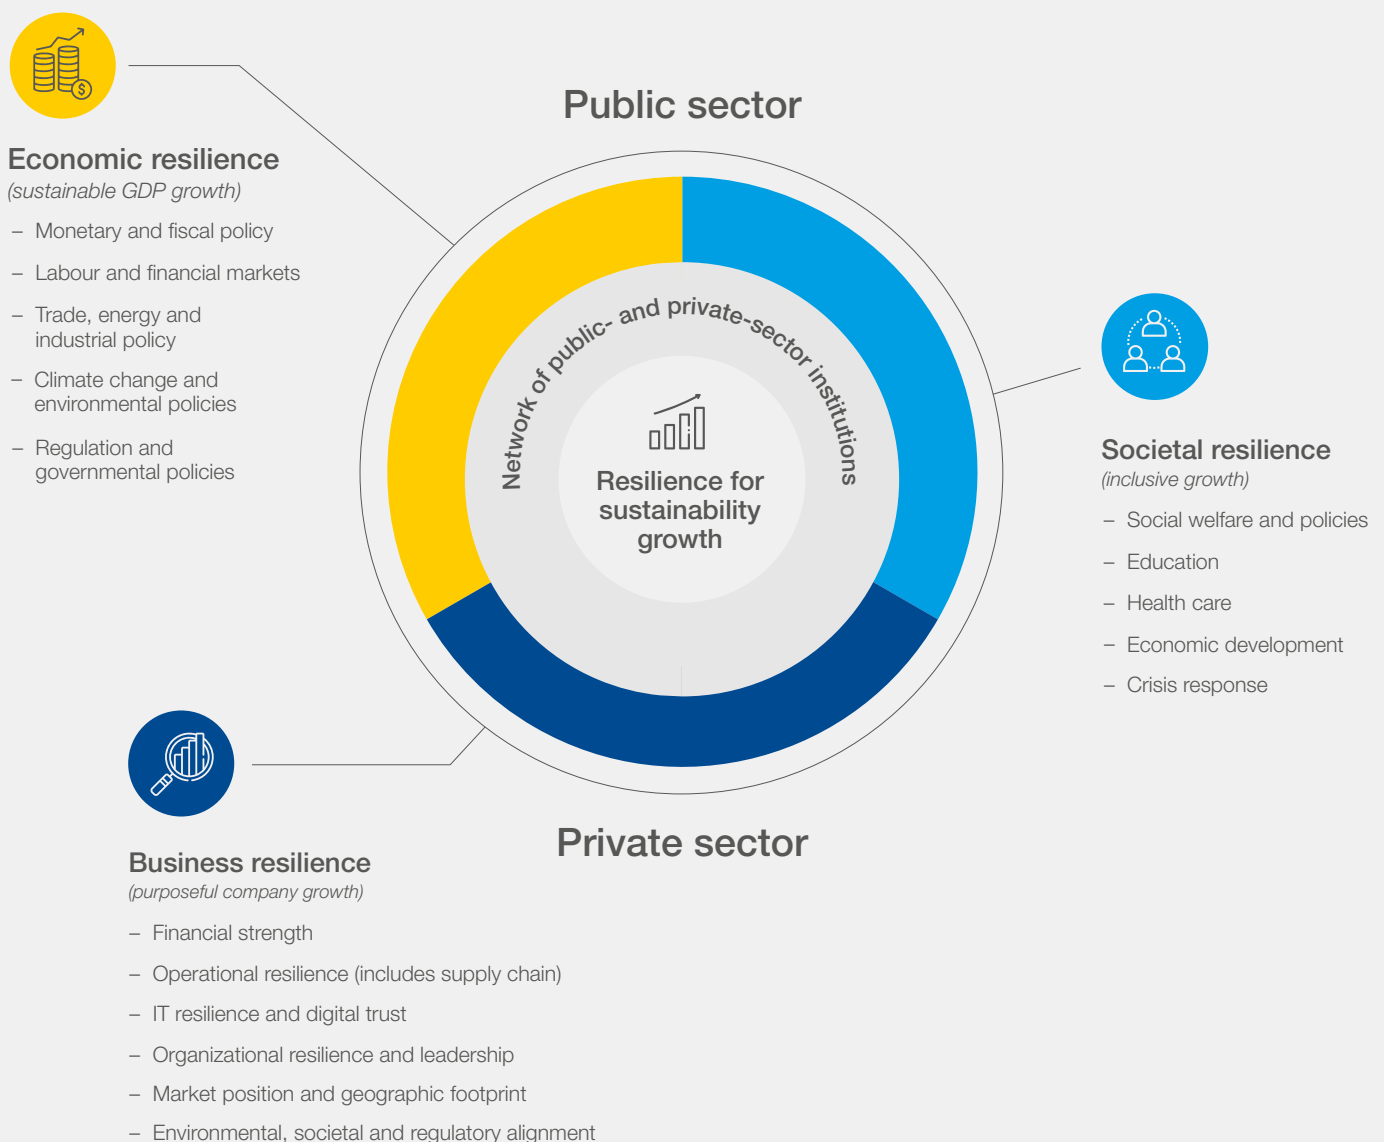 Public sector
Economic resilience
(sustainable GDP growth)
– Monetary and fiscal policy
– Labour and financial markets
– Trade, energy and
industrial policy
– Climate change and
environmental policies
– Regulation and
governmental policies
Network of public- and private-sector institutions
Resilience for
sustainability
growth
$
Societal resilience
(inclusive growth)
– Social welfare and policies
– Education
– Health care
– Economic development
– Crisis response
Private sector
Business resilience
(purposeful company growth)
– Financial strength
– Operational resilience (includes supply chain)
– IT resilience and digital trust
– Organizational resilience and leadership
– Market position and geographic footprint
– Environmental, societal and regulatory alignment